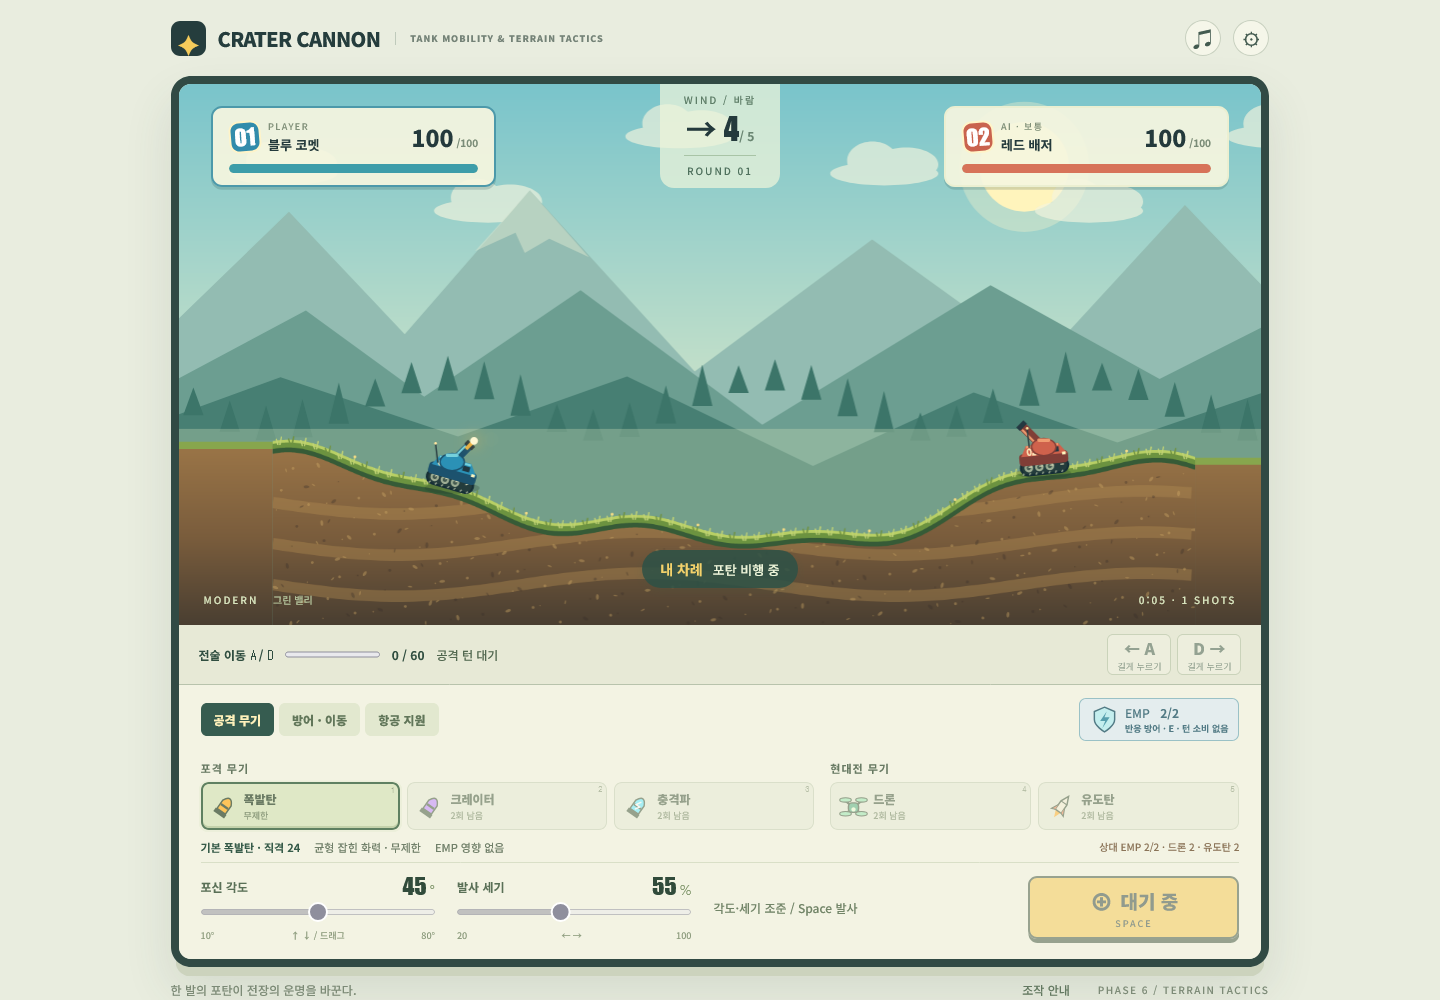 CRATER CANNON
TANK MOBILITY & TERRAIN TACTICS
01
PLAYER
블루 코멧
100 /100
WIND / 바람
→ 4 / 5
ROUND 01
02
AI · 보통
레드 배저
100 /100
내 차례 포탄 비행 중
MODERN 그린 밸리
0:05 · 1 SHOTS
전술 이동 A/D 0 / 60 공격 턴 대기
← A
길게 누르기
D →
길게 누르기
공격 무기
방어 · 이동
항공 지원
EMP 2/2
반응 방어 · E · 턴 소비 없음
포격 무기
현대전 무기
폭발탄
무제한
1
크레이터
2회 남음
2
충격파
2회 남음
3
드론
2회 남음
4
유도탄
2회 남음
5
기본 폭발탄 · 직격 24 균형 잡힌 화력 · 무제한 EMP 영향 없음
상대 EMP 2/2 · 드론 2 · 유도탄 2
포신 각도 45 °
10° ↑ ↓ / 드래그 80°
발사 세기 55 %
20 ←→ 100
각도·세기 조준 / Space 발사
대기 중
SPACE
한 발의 포탄이 전장의 운명을 바꾼다.
조작 안내
PHASE 6 / TERRAIN TACTICS